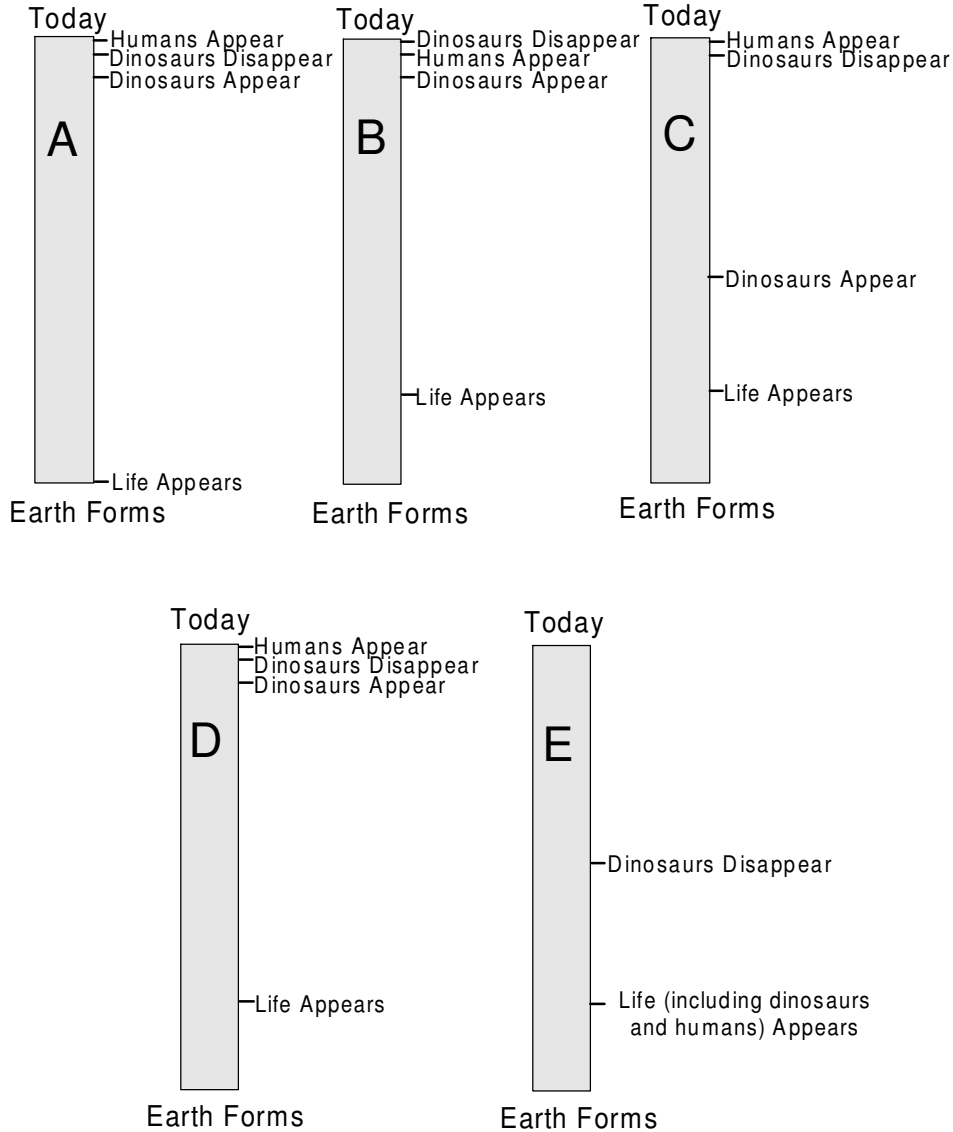 Today
Humans Appear
Dinosaurs Disappear
Dinosaurs Appear
A
Life Appears
Earth Forms
Today
Dinosaurs Disappear
Humans Appear
Dinosaurs Appear
B
Life Appears
Earth Forms
Today
Humans Appear
Dinosaurs Disappear
C
Dinosaurs Appear
Life Appears
Earth Forms
Today
Humans Appear
Dinosaurs Disappear
Dinosaurs Appear
D
Life Appears
Earth Forms
Today
E
Dinosaurs Disappear
Life (including dinosaurs
and humans) Appears
Earth Forms